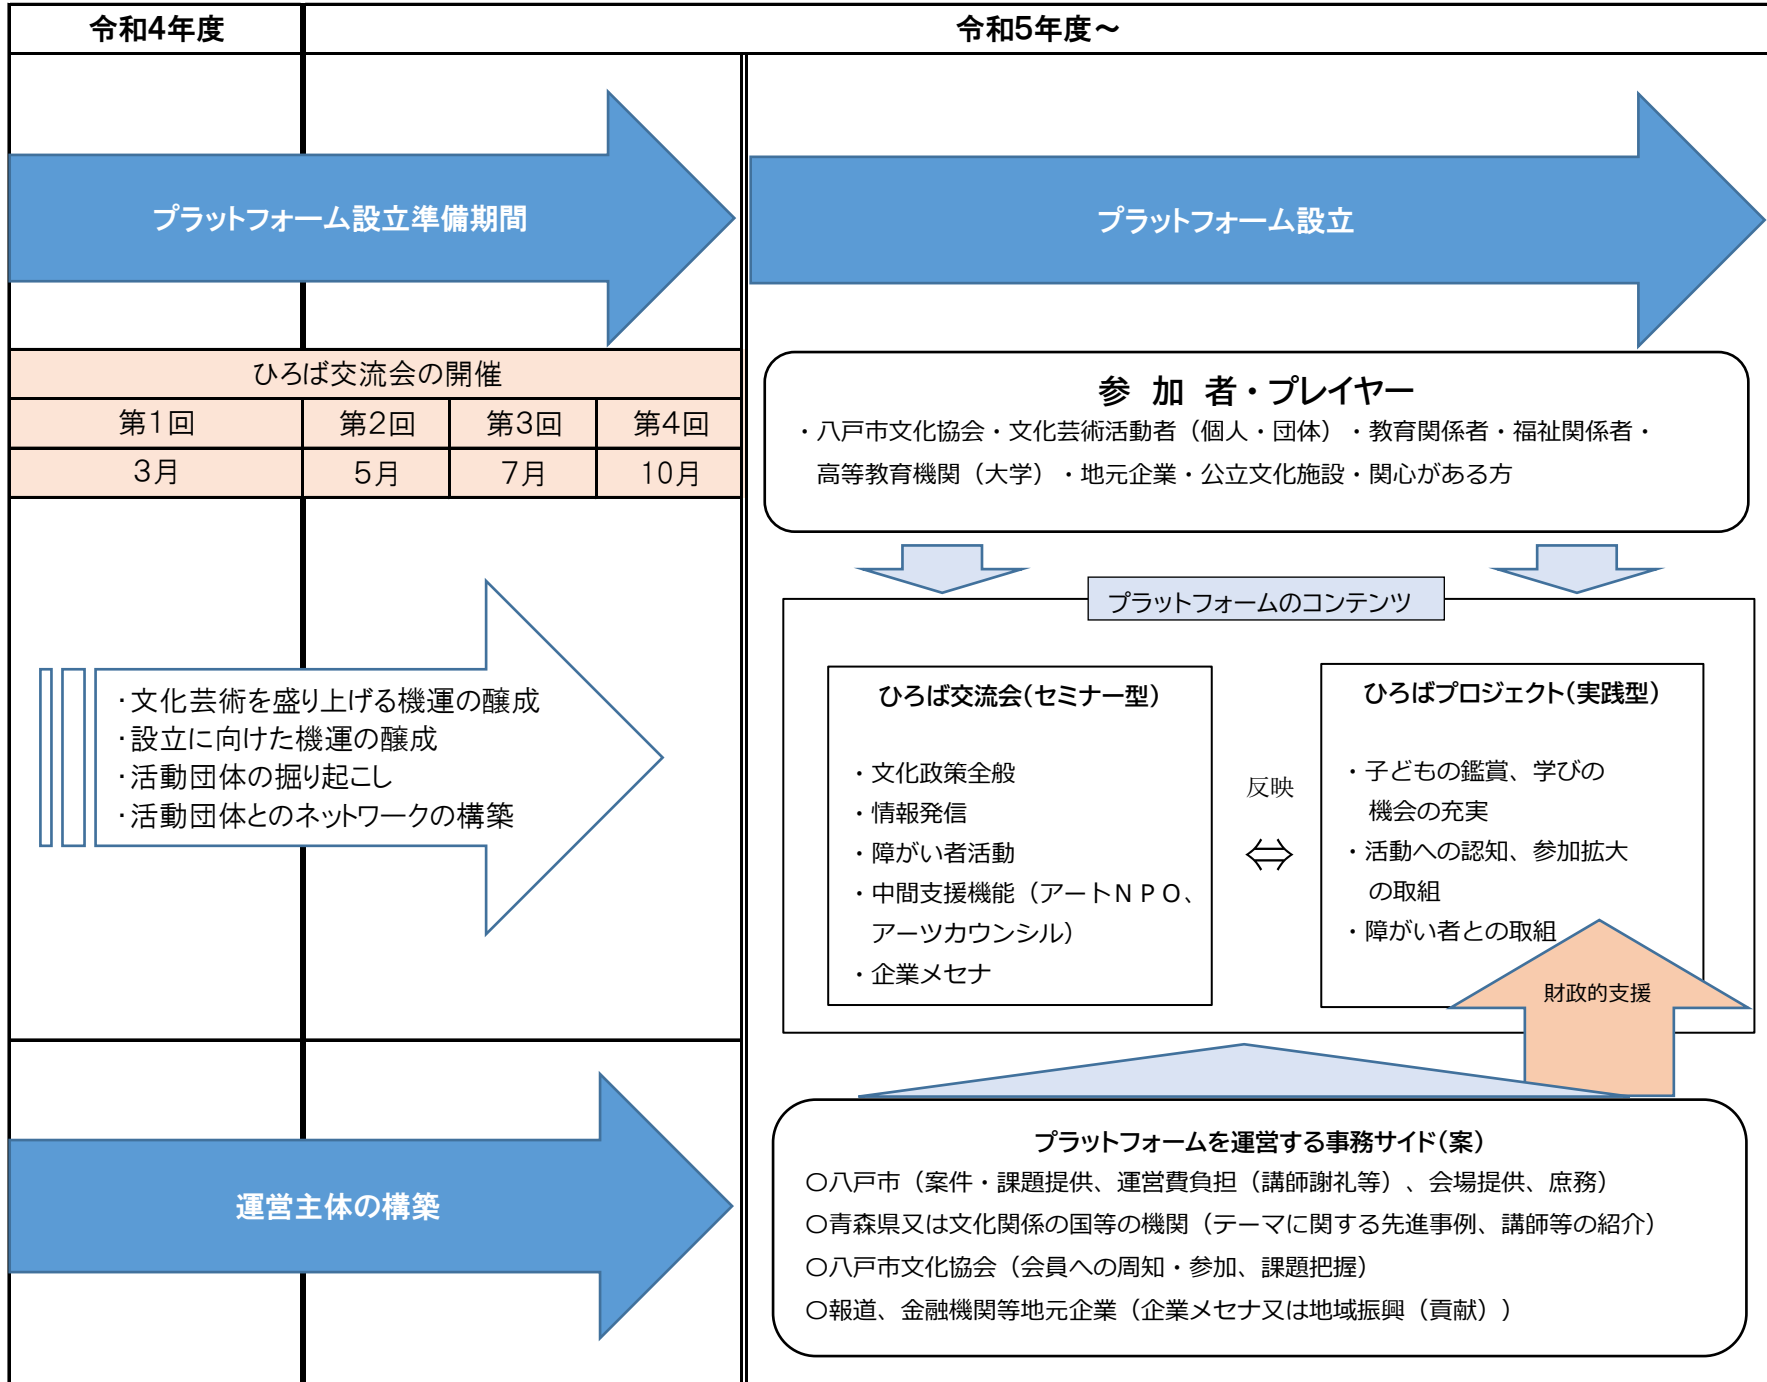 令和4年度
令和5年度～
プラットフォーム設立準備期間
プラットフォーム設立
ひろば交流会の開催
第1回
第2回
第3回
第4回
3月
5月
7月
10月
・文化芸術を盛り上げる機運の醸成
・設立に向けた機運の醸成
・活動団体の掘り起こし
・活動団体とのネットワークの構築
運営主体の構築
参 加 者・プレイヤー
・八戸市文化協会・文化芸術活動者（個人・団体）・教育関係者・福祉関係者・
高等教育機関（大学）・地元企業・公立文化施設・関心がある方
プラットフォームのコンテンツ
ひろば交流会（セミナー型）
・文化政策全般
・情報発信
・障がい者活動
・中間支援機能（アートＮＰＯ、
アーツカウンシル）
・企業メセナ
反映
⇔
ひろばプロジェクト（実践型）
・子どもの鑑賞、学びの
機会の充実
・活動への認知、参加拡大
の取組
・障がい者との取組
財政的支援
プラットフォームを運営する事務サイド（案）
○八戸市（案件・課題提供、運営費負担（講師謝礼等）、会場提供、庶務）
○青森県又は文化関係の国等の機関（テーマに関する先進事例、講師等の紹介）
○八戸市文化協会（会員への周知・参加、課題把握）
○報道、金融機関等地元企業（企業メセナ又は地域振興（貢献））